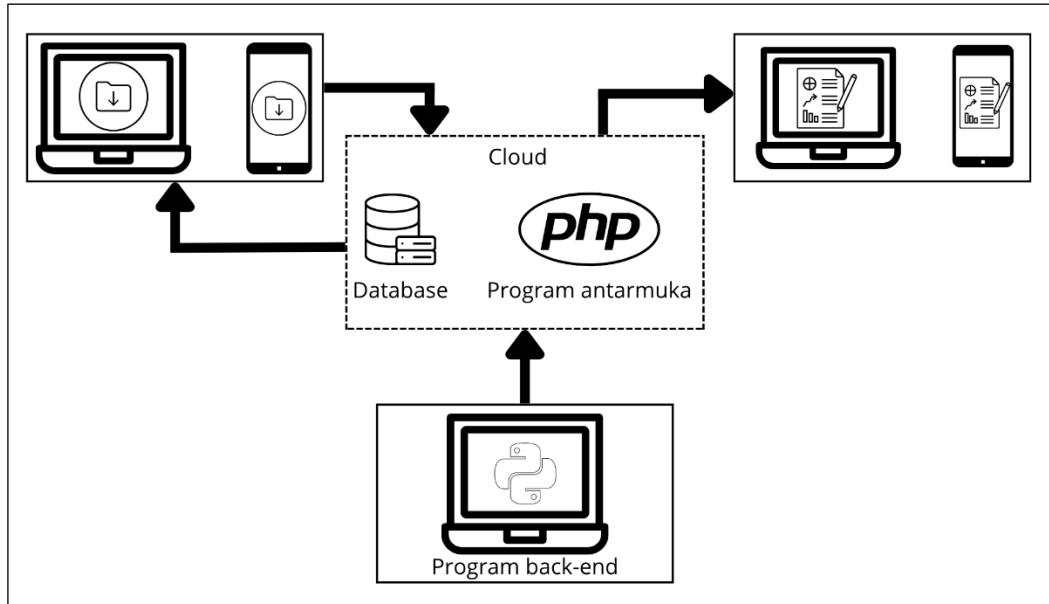 Cloud
php
Database
Program antarmuka
Program back-end